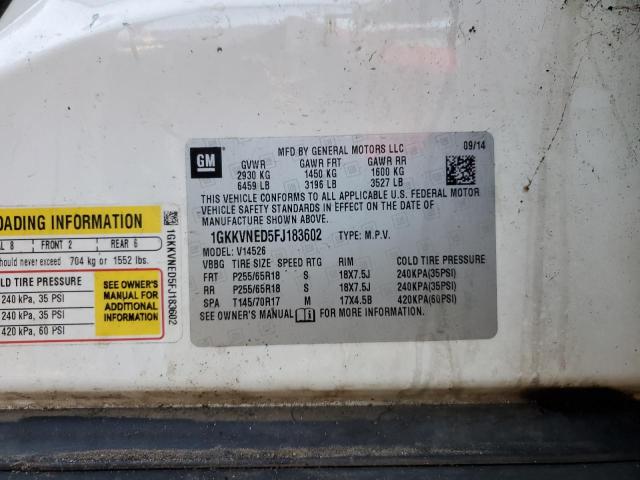 GM
MFD BY GENERAL MOTORS LLC
09/14
GVWR GAWR FRT GAWR RR
2930 KG 1450 KG 1600 KG
6459 LB 3196 LB 3527 LB
THIS VEHICLE CONFORMS TO ALL APPLICABLE U.S. FEDERAL MOTOR
VEHICLE SAFETY STANDARDS IN EFFECT ON THE DATE OF
MANUFACTURE SHOWN ABOVE.
1GKKVNED5FJ183602 TYPE: M.P.V.
MODEL: V14526
VBBG TIRE SIZE SPEED RTG RIM COLD TIRE PRESSURE
FRT P255/65R18 S 18X7.5J 240KPA(35PSI)
RR P255/65R18 S 18X7.5J 240KPA(35PSI)
SPA T145/70R17 M 17X4.5B 420KPA(60PSI)
SEE OWNER'S MANUAL FOR MORE INFORMATION.
OADING INFORMATION
AL 8 FRONT 2 REAR 6
hould never exceed 704 kg or 1552 lbs.
COLD TIRE PRESSURE
240 kPa, 35 PSI
240 kPa, 35 PSI
420 kPa, 60 PSI
SEE OWNER'S
MANUAL FOR
ADDITIONAL
INFORMATION
1GKKVNED5FJ183602